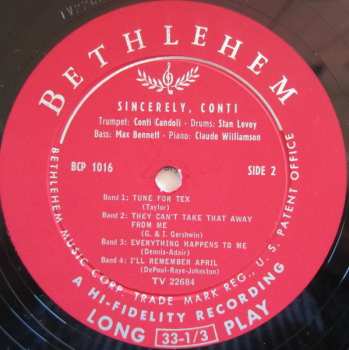 BETHLEHEM
SINCERELY, CONTI
Trumpet: Conti Candoli - Drums: Stan Levey
Bass: Max Bennett - Piano: Claude Williamson
BCP 1016
SIDE 2
Band 1: TUNE FOR TEX
(Taylor)
Band 2: THEY CAN'T TAKE THAT AWAY
FROM ME
(G. & I. Gershwin)
Band 3: EVERYTHING HAPPENS TO ME
(Dennis-Adair)
Band 4: I'LL REMEMBER APRIL
(DePaul-Raye-Johnston)
TV 22684
BETHLEHEM MUSIC CORP. TRADE MARK REG., U. S. PATENT OFFICE
A HI-FIDELITY RECORDING
LONG 33-1/3 PLAY